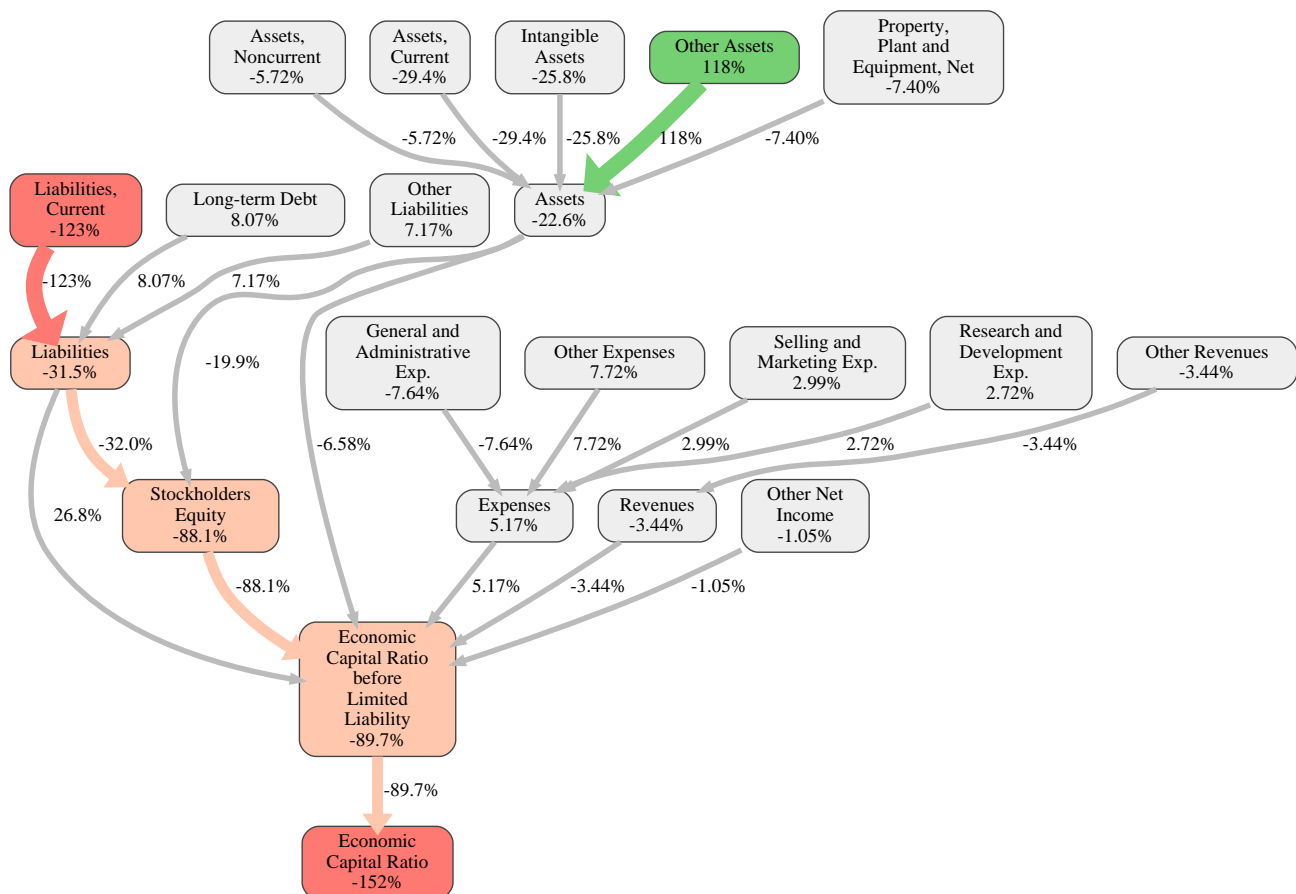 Assets,
Noncurrent
-5.72%
Assets,
Current
-29.4%
Intangible
Assets
-25.8%
Other Assets
118%
Property,
Plant and
Equipment, Net
-7.40%
-5.72%
-29.4%
-25.8%
118%
-7.40%
Liabilities,
Current
-123%
Long-term Debt
8.07%
Other
Liabilities
7.17%
Assets
-22.6%
-123%
8.07%
7.17%
Liabilities
-31.5%
-19.9%
General and
Administrative
Exp.
-7.64%
Other Expenses
7.72%
Selling and
Marketing Exp.
2.99%
Research and
Development
Exp.
2.72%
Other Revenues
-3.44%
-32.0%
-6.58%
-7.64%
7.72%
2.99%
2.72%
-3.44%
26.8%
Stockholders
Equity
-88.1%
Expenses
5.17%
Revenues
-3.44%
Other Net
Income
-1.05%
-88.1%
5.17%
-3.44%
-1.05%
Economic
Capital Ratio
before
Limited
Liability
-89.7%
-89.7%
Economic
Capital Ratio
-152%